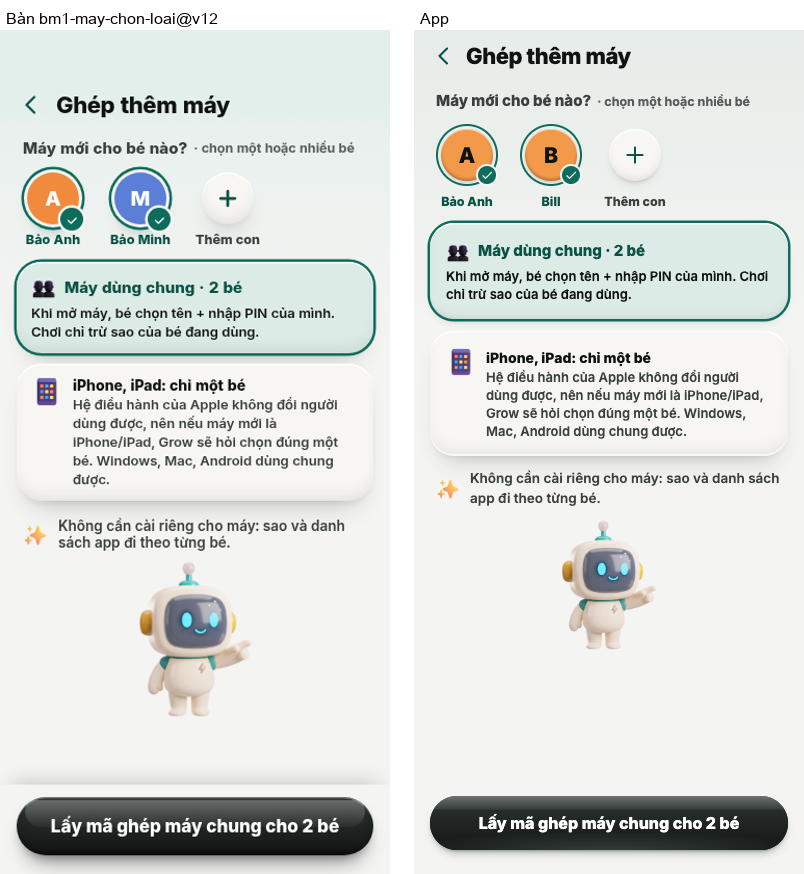 Bản bm1-may-chon-loai@v12
Ghép thêm máy
Máy mới cho bé nào? · chọn một hoặc nhiều bé
A
M
Bảo Anh
Bảo Minh
Thêm con
Máy dùng chung · 2 bé
Khi mở máy, bé chọn tên + nhập PIN của mình.
Chơi chỉ trừ sao của bé đang dùng.
iPhone, iPad: chỉ một bé
Hệ điều hành của Apple không đổi người
dùng được, nên nếu máy mới là
iPhone/iPad, Grow sẽ hỏi chọn đúng một
bé. Windows, Mac, Android dùng chung
được.
Không cần cài riêng cho máy: sao và danh
sách app đi theo từng bé.
Lấy mã ghép máy chung cho 2 bé
App
Ghép thêm máy
Máy mới cho bé nào? · chọn một hoặc nhiều bé
A
B
Bảo Anh
Bill
Thêm con
Máy dùng chung · 2 bé
Khi mở máy, bé chọn tên + nhập PIN của mình. Chơi
chỉ trừ sao của bé đang dùng.
iPhone, iPad: chỉ một bé
Hệ điều hành của Apple không đổi người
dùng được, nên nếu máy mới là iPhone/iPad,
Grow sẽ hỏi chọn đúng một bé. Windows,
Mac, Android dùng chung được.
Không cần cài riêng cho máy: sao và danh sách
app đi theo từng bé.
Lấy mã ghép máy chung cho 2 bé